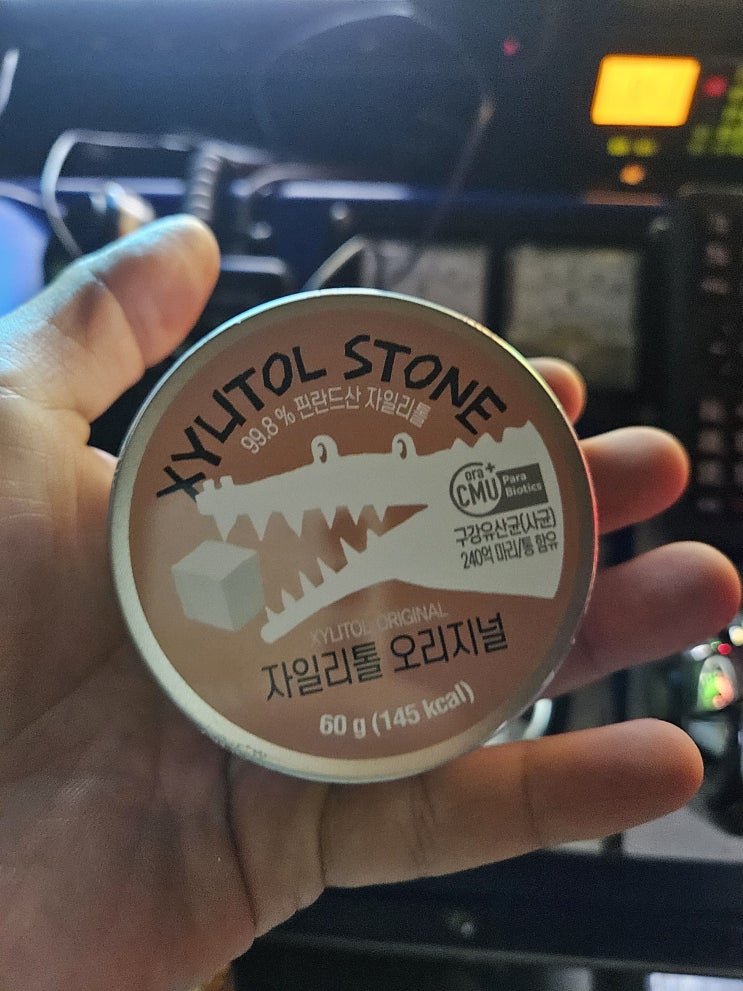 XYLITOL STONE
99.8 % 핀란드산 자일리톨
ora+
CMU
Para
Biotics
구강유산균(사균)
240억 마리/통 함유
XYLITOL ORIGINAL
자일리톨 오리지널
60 g (145 kcal)